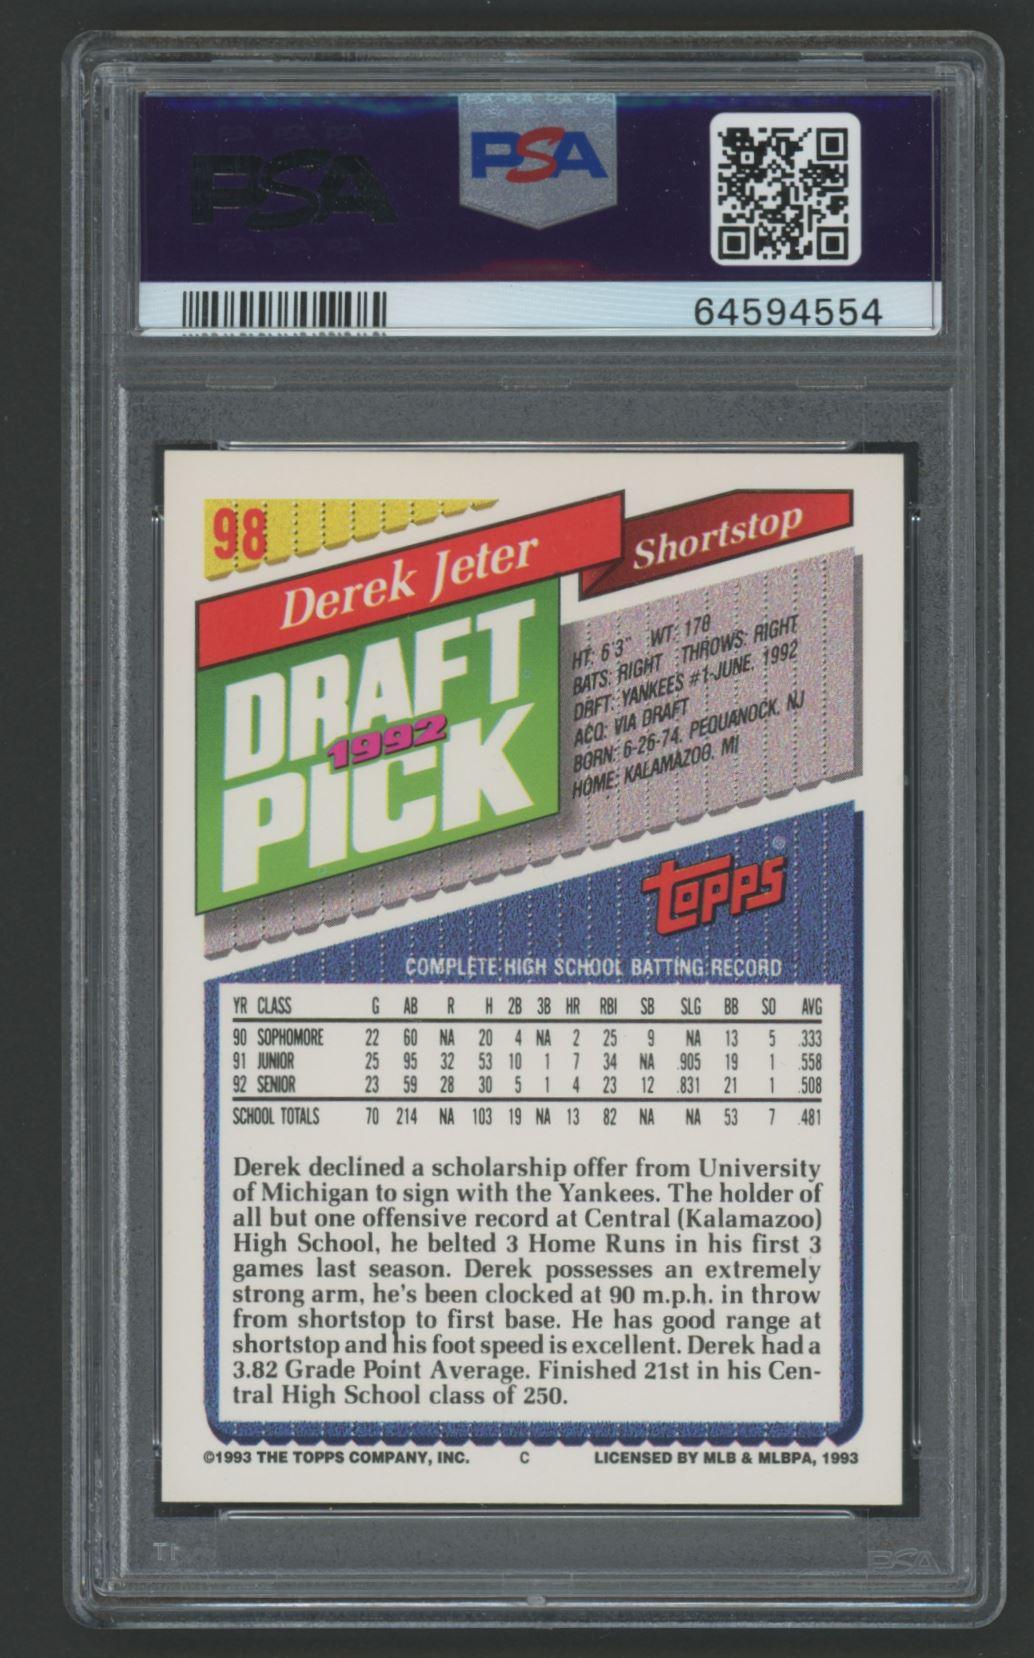 PSA PSA PSA PSA
PSA PSA PSA
PSA
PSA
PSA PSA PSA
64594554
98
Derek Jeter
Shortstop
DRAFT
1992
PICK
HT: 6'3" WT: 178
BATS: RIGHT THROWS: RIGHT
DRFT: YANKEES #1-JUNE, 1992
ACQ: VIA DRAFT
BORN: 6-26-74, PEQUANOCK, NJ
HOME: KALAMAZOO, MI
TOPPS®
COMPLETE HIGH SCHOOL BATTING RECORD
YR CLASS G AB R H 2B 3B HR RBI SB SLG BB SO AVG
90 SOPHOMORE 22 60 NA 20 4 NA 2 25 9 NA 13 5 .333
91 JUNIOR 25 95 32 53 10 1 7 34 NA .905 19 1 .558
92 SENIOR 23 59 28 30 5 1 4 23 12 .831 21 1 .508
SCHOOL TOTALS 70 214 NA 103 19 NA 13 82 NA NA 53 7 .481
Derek declined a scholarship offer from University
of Michigan to sign with the Yankees. The holder of
all but one offensive record at Central (Kalamazoo)
High School, he belted 3 Home Runs in his first 3
games last season. Derek possesses an extremely
strong arm, he's been clocked at 90 m.p.h. in throw
from shortstop to first base. He has good range at
shortstop and his foot speed is excellent. Derek had a
3.82 Grade Point Average. Finished 21st in his Cen-
tral High School class of 250.
©1993 THE TOPPS COMPANY, INC. C LICENSED BY MLB & MLBPA, 1993
PSA